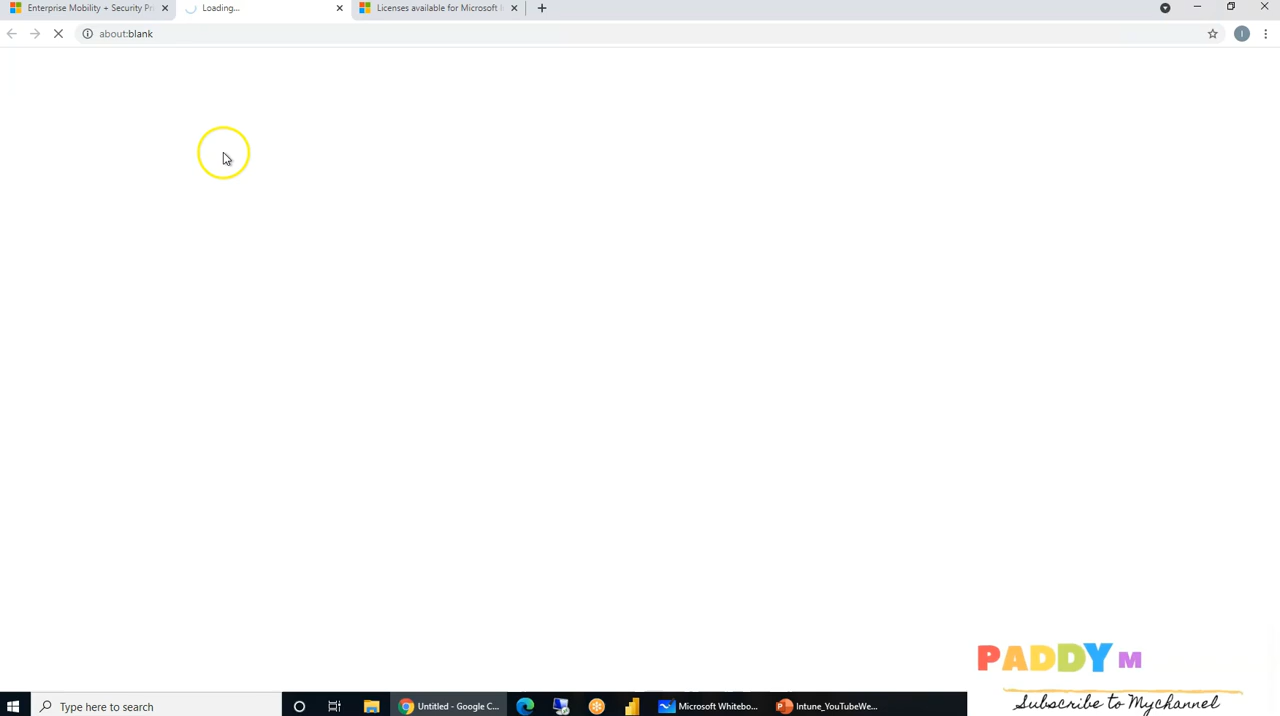 Enterprise Mobility + Security Pri
Loading...
Licenses available for Microsoft I
about:blank
PADDY M
Subscribe to Mychannel
Type here to search
Untitled - Google C...
Microsoft Whitebo...
Intune_YouTubeWe...